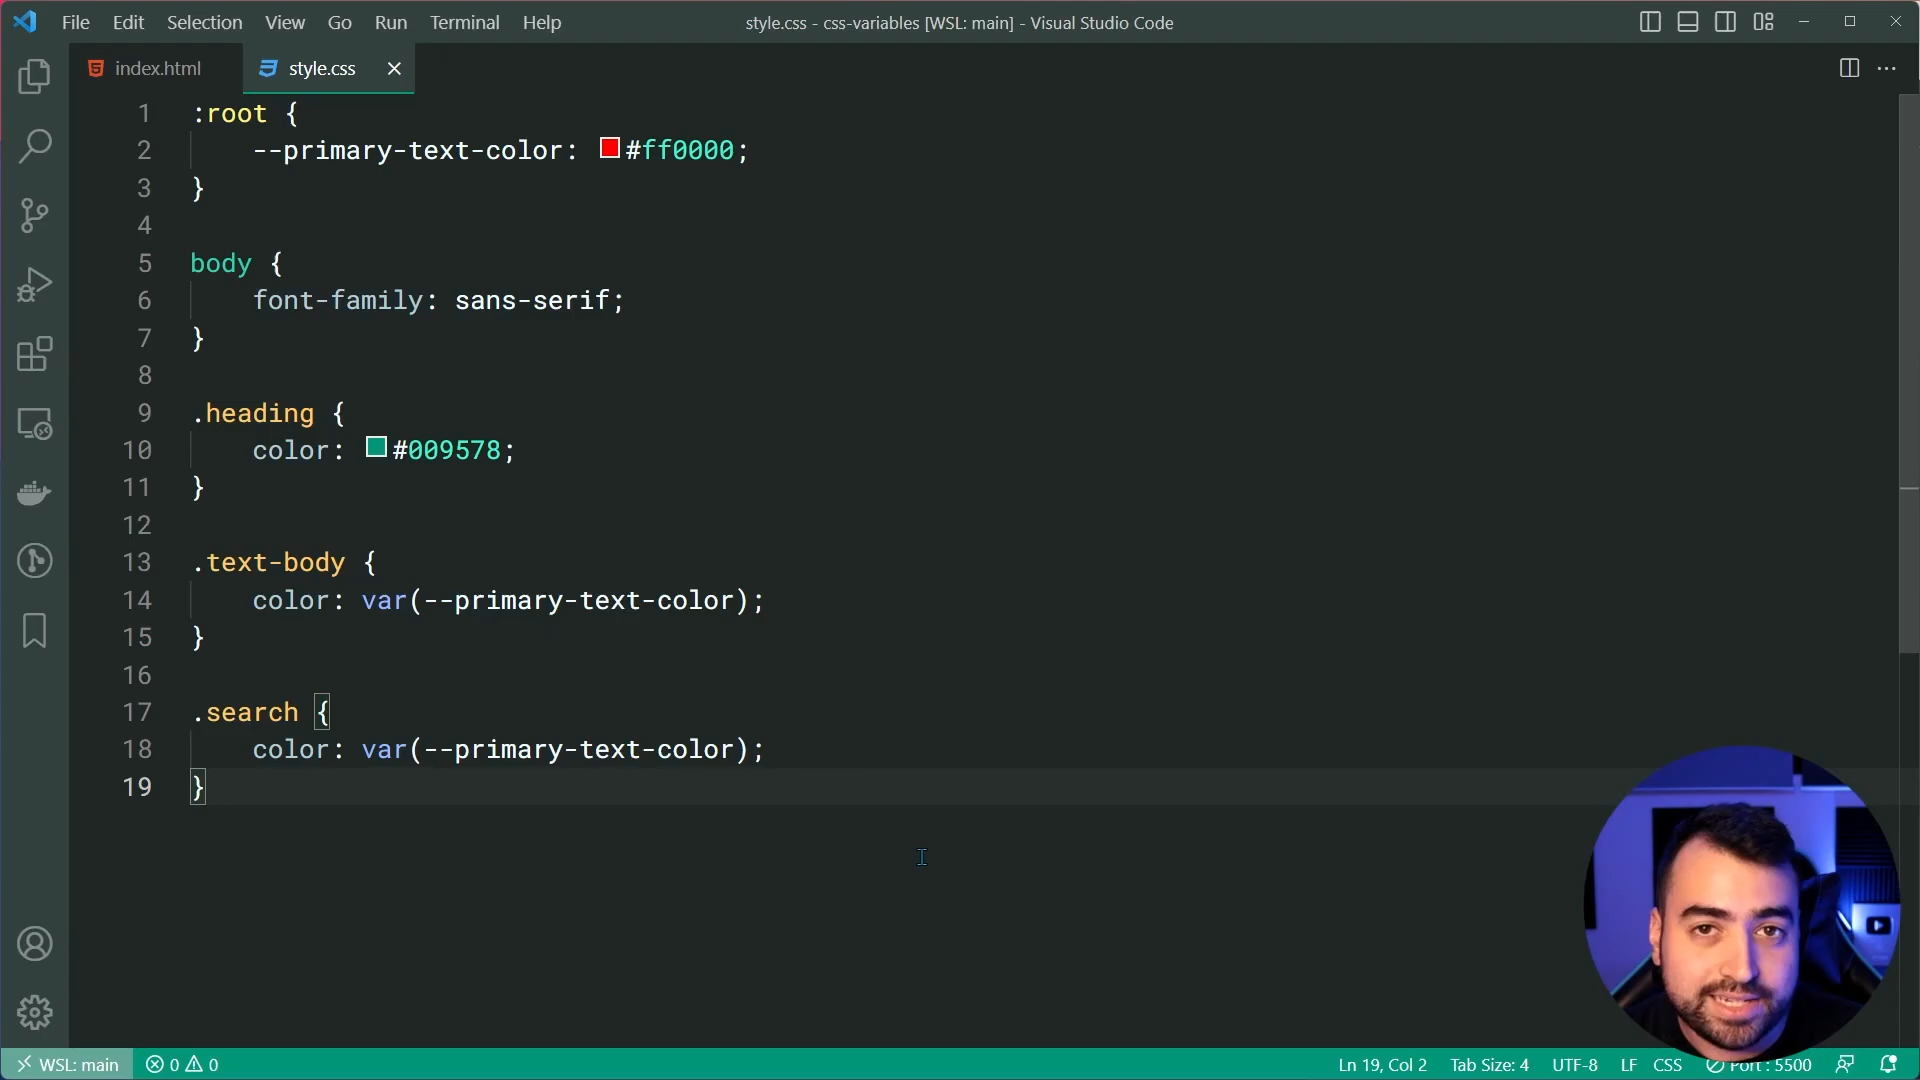 File Edit Selection View Go Run Terminal Help
style.css - css-variables [WSL: main] - Visual Studio Code
index.html
style.css
1 :root {
2 --primary-text-color: #ff0000;
3 }
4
5 body {
6 font-family: sans-serif;
7 }
8
9 .heading {
10 color: #009578;
11 }
12
13 .text-body {
14 color: var(--primary-text-color);
15 }
16
17 .search {
18 color: var(--primary-text-color);
19 }
WSL: main 0 0 Ln 19, Col 2 Tab Size: 4 UTF-8 LF CSS Port : 5500